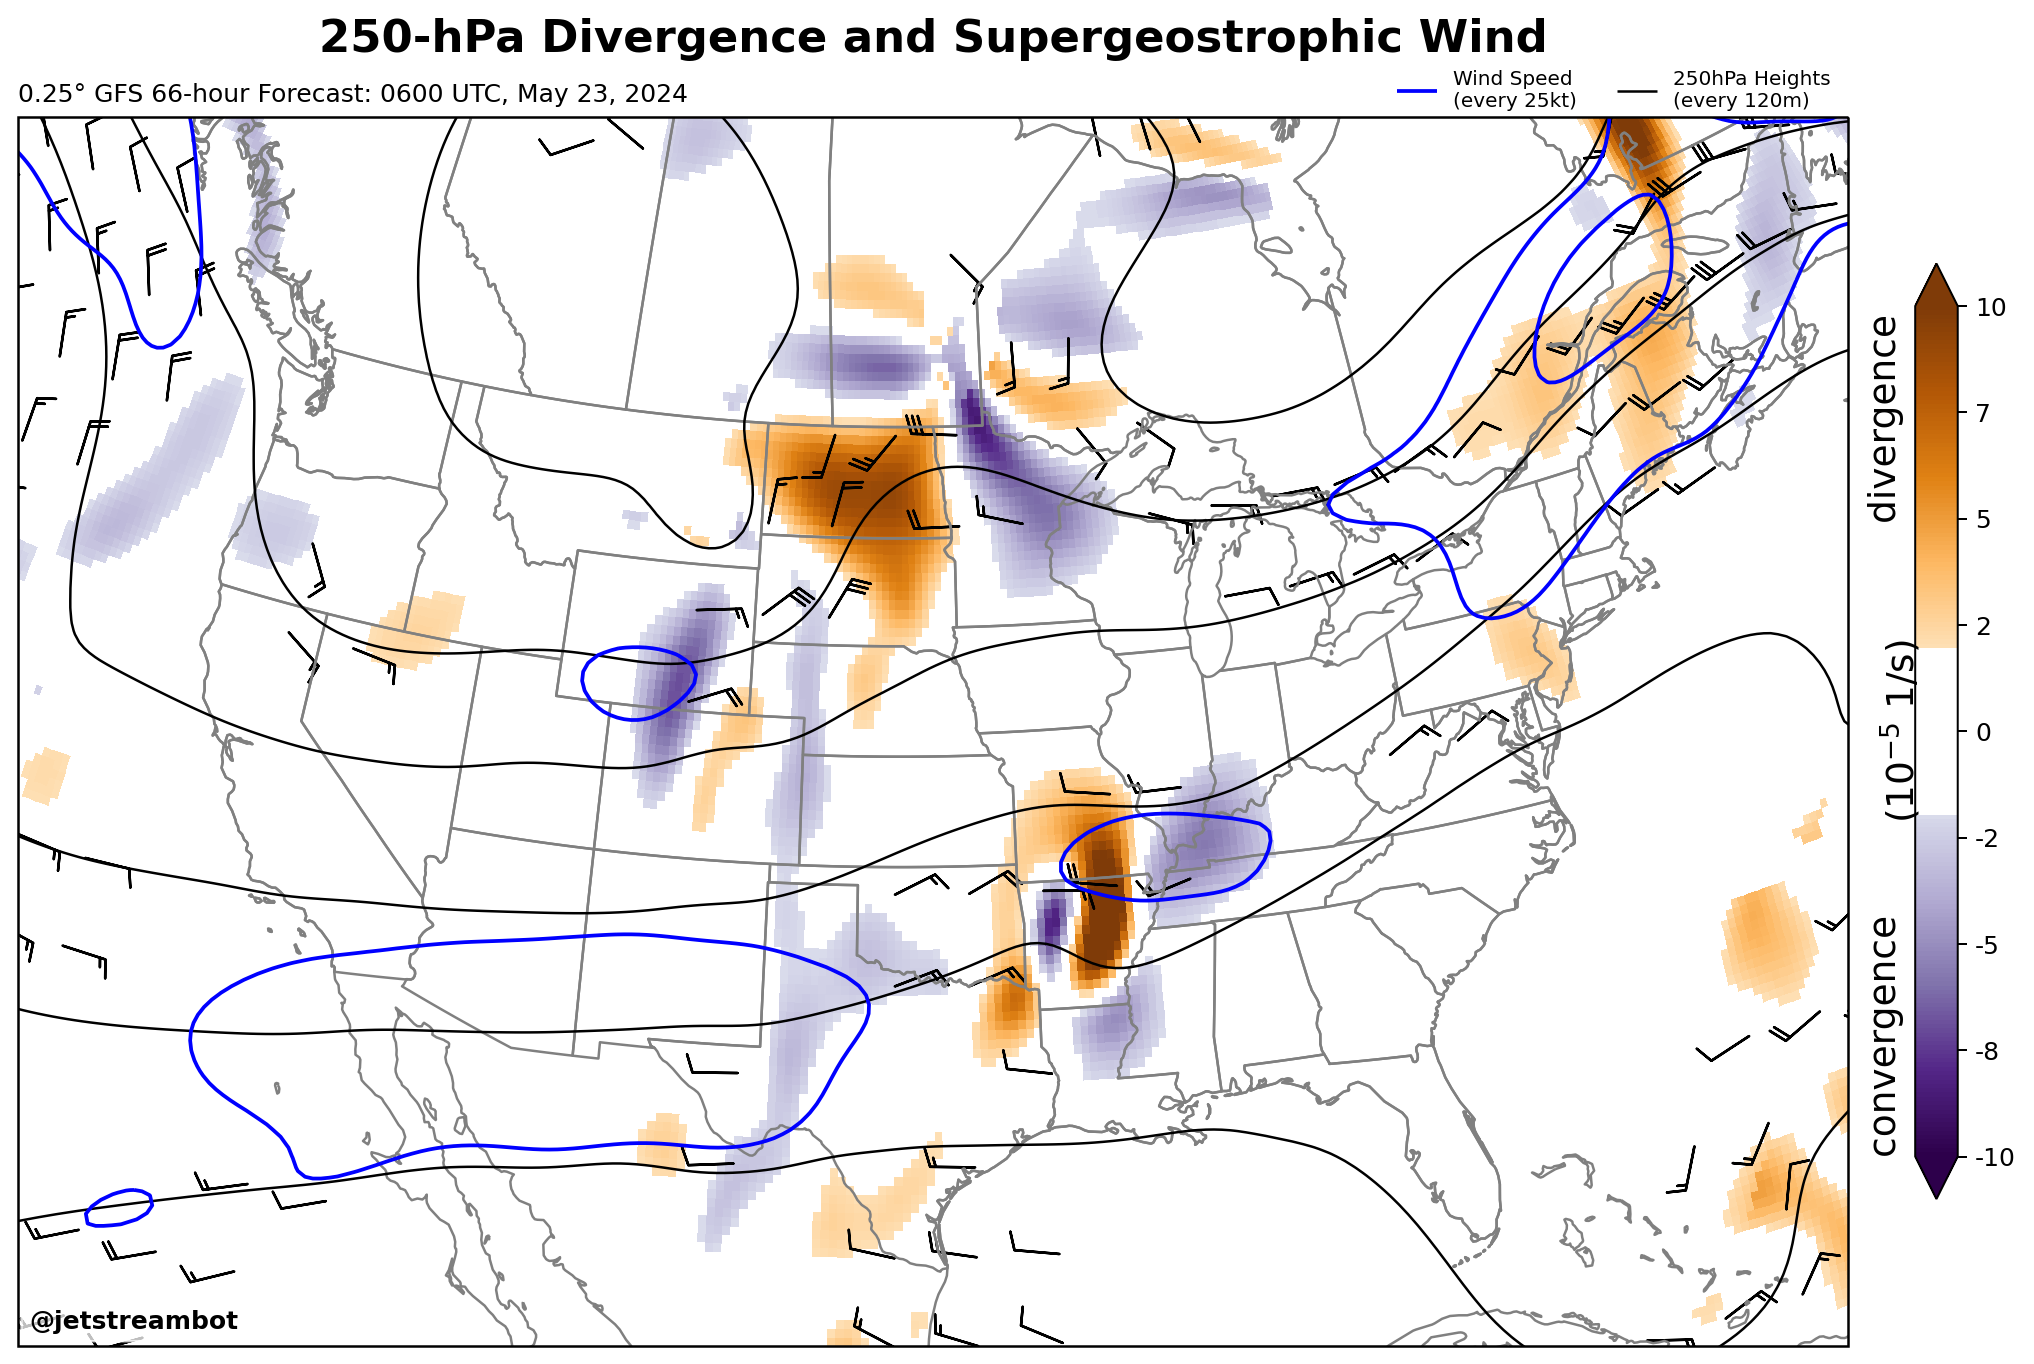 250-hPa Divergence and Supergeostrophic Wind
0.25° GFS 66-hour Forecast: 0600 UTC, May 23, 2024
Wind Speed
(every 25kt)
250hPa Heights
(every 120m)
10
7
5
2
0
-2
-5
-8
-10
convergence (10⁻⁵ 1/s) divergence
@jetstreambot